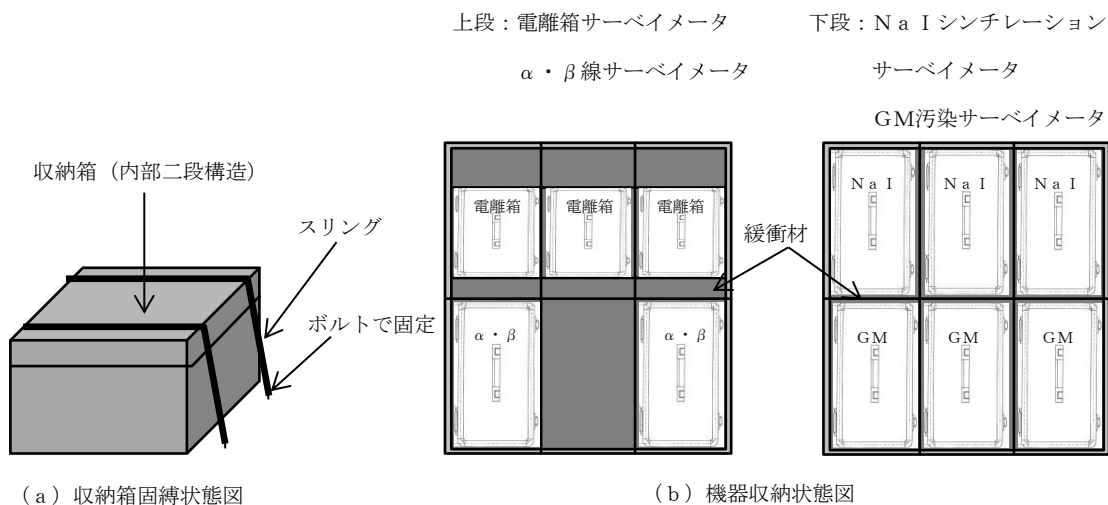 上段：電離箱サーベイメータ
α・β線サーベイメータ
下段：ＮａＩシンチレーション
サーベイメータ
ＧＭ汚染サーベイメータ
収納箱（内部二段構造）
スリング
ボルトで固定
電離箱
電離箱
電離箱
α・β
α・β
緩衝材
ＮａＩ
ＮａＩ
ＮａＩ
ＧＭ
ＧＭ
ＧＭ
（ａ）収納箱固縛状態図
（ｂ）機器収納状態図